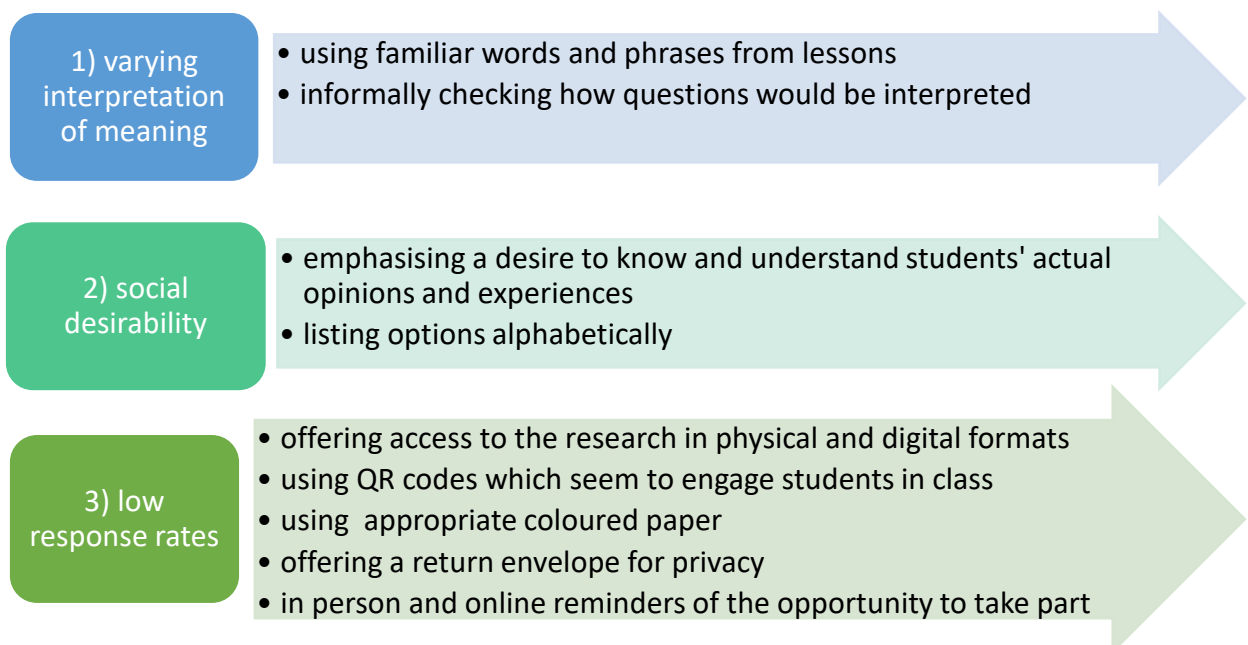 1) varying
interpretation
of meaning
• using familiar words and phrases from lessons
• informally checking how questions would be interpreted
2) social
desirability
• emphasising a desire to know and understand students' actual
opinions and experiences
• listing options alphabetically
3) low
response rates
• offering access to the research in physical and digital formats
• using QR codes which seem to engage students in class
• using  appropriate coloured paper
• offering a return envelope for privacy
• in person and online reminders of the opportunity to take part